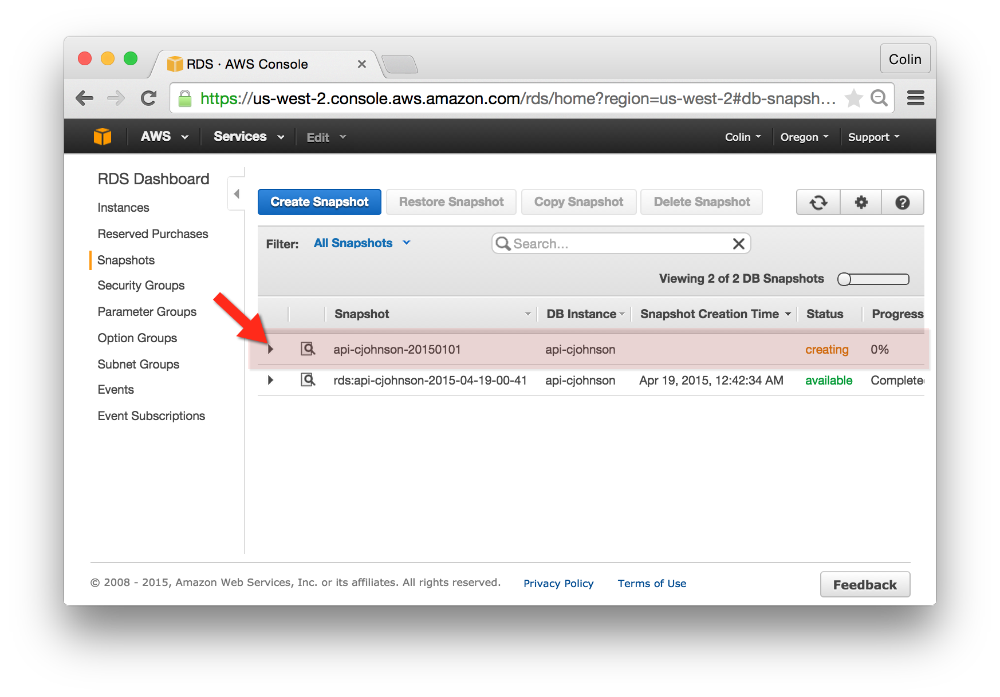 RDS · AWS Console
Colin
https://us-west-2.console.aws.amazon.com/rds/home?region=us-west-2#db-snapsh...
AWS Services Edit Colin Oregon Support
RDS Dashboard
Instances
Reserved Purchases
Snapshots
Security Groups
Parameter Groups
Option Groups
Subnet Groups
Events
Event Subscriptions
Create Snapshot Restore Snapshot Copy Snapshot Delete Snapshot
Filter: All Snapshots Search...
Viewing 2 of 2 DB Snapshots
Snapshot DB Instance Snapshot Creation Time Status Progress
api-cjohnson-20150101 api-cjohnson creating 0%
rds:api-cjohnson-2015-04-19-00-41 api-cjohnson Apr 19, 2015, 12:42:34 AM available Complete
© 2008 - 2015, Amazon Web Services, Inc. or its affiliates. All rights reserved. Privacy Policy Terms of Use Feedback